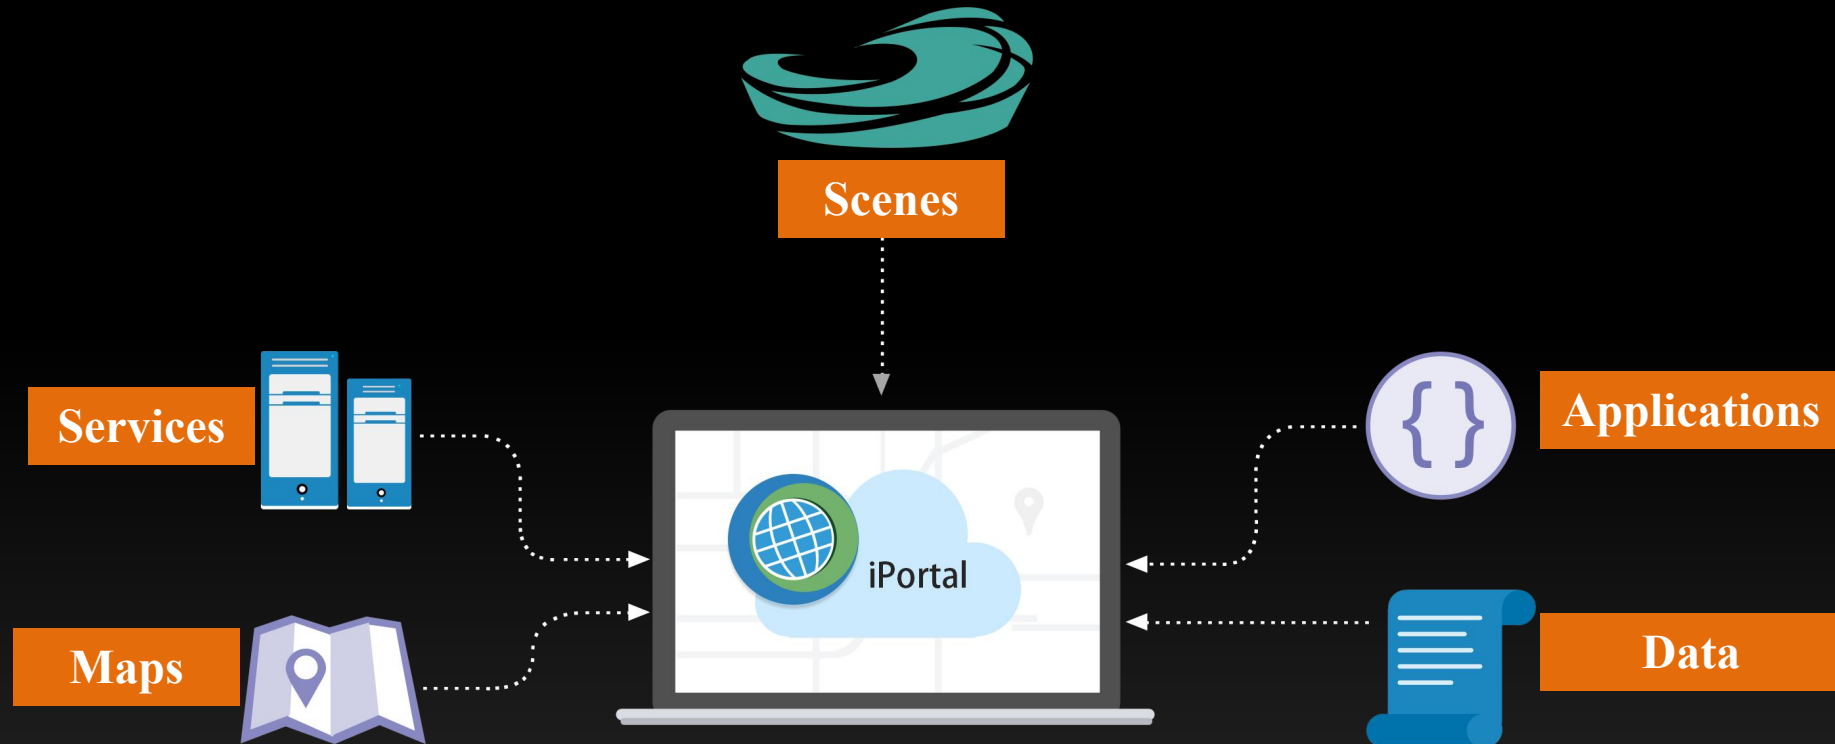 Scenes
Services
{ }
Applications
iPortal
Maps
Data